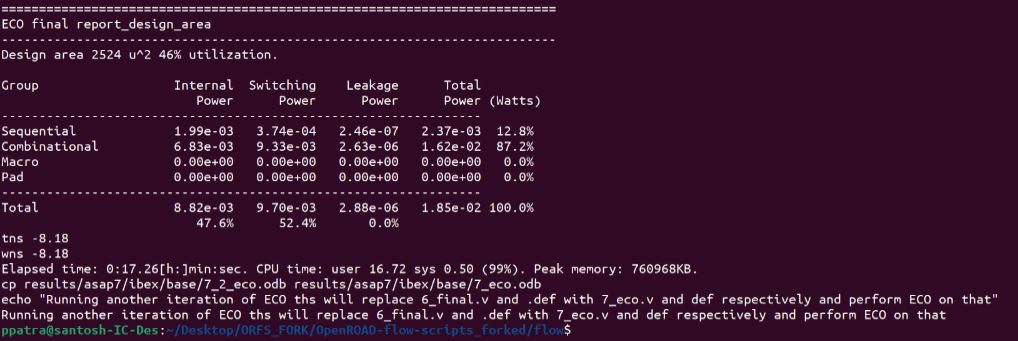 ================================================================================
ECO final report_design_area
--------------------------------------------------------------------------------
Design area 2524 u^2 46% utilization.
Group                    Internal  Switching    Leakage      Total
                            Power      Power      Power      Power (Watts)
---------------------------------------------------------------------
Sequential               1.99e-03   3.74e-04   2.46e-07   2.37e-03  12.8%
Combinational            6.83e-03   9.33e-03   2.63e-06   1.62e-02  87.2%
Macro                    0.00e+00   0.00e+00   0.00e+00   0.00e+00   0.0%
Pad                      0.00e+00   0.00e+00   0.00e+00   0.00e+00   0.0%
---------------------------------------------------------------------
Total                    8.82e-03   9.70e-03   2.88e-06   1.85e-02 100.0%
                            47.6%      52.4%       0.0%
tns -8.18
wns -8.18
Elapsed time: 0:17.26[h:]min:sec. CPU time: user 16.72 sys 0.50 (99%). Peak memory: 760968KB.
cp results/asap7/ibex/base/7_2_eco.odb results/asap7/ibex/base/7_eco.odb
echo "Running another iteration of ECO ths will replace 6_final.v and .def with 7_eco.v and def respectively and perform ECO on that"
Running another iteration of ECO ths will replace 6_final.v and .def with 7_eco.v and def respectively and perform ECO on that
ppatra@santosh-IC-Des:~/Desktop/ORFS_FORK/OpenROAD-flow-scripts_forked/flow$